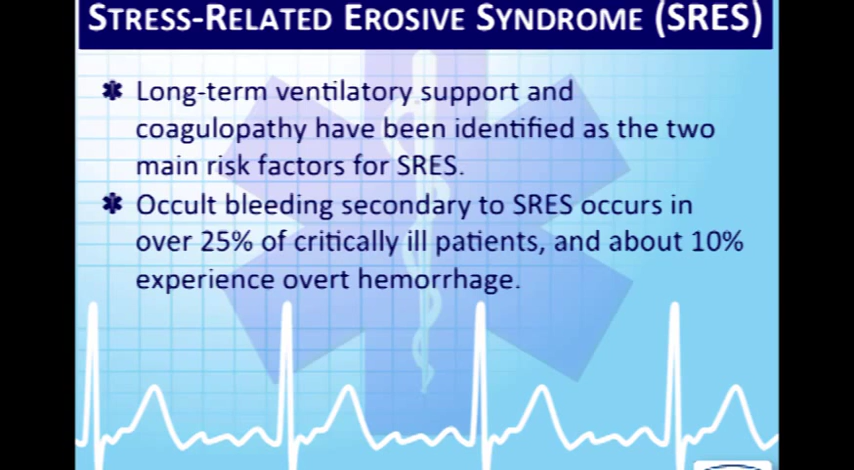 STRESS-RELATED EROSIVE SYNDROME (SRES)
Long-term ventilatory support and
coagulopathy have been identified as the two
main risk factors for SRES.
Occult bleeding secondary to SRES occurs in
over 25% of critically ill patients, and about 10%
experience overt hemorrhage.